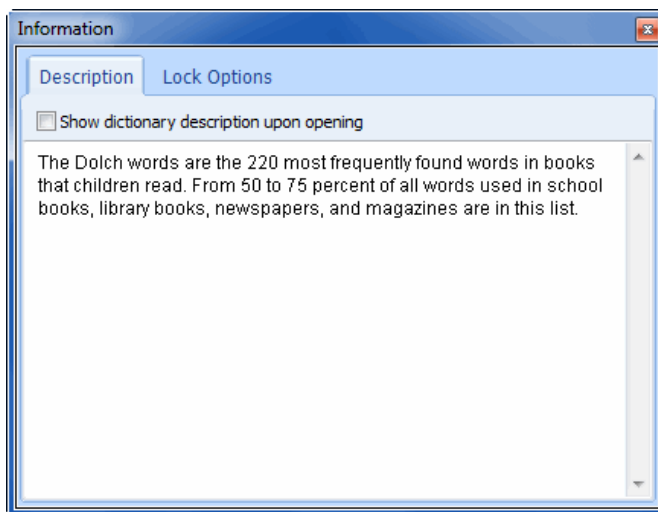 Information
Description Lock Options
Show dictionary description upon opening
The Dolch words are the 220 most frequently found words in books
that children read. From 50 to 75 percent of all words used in school
books, library books, newspapers, and magazines are in this list.